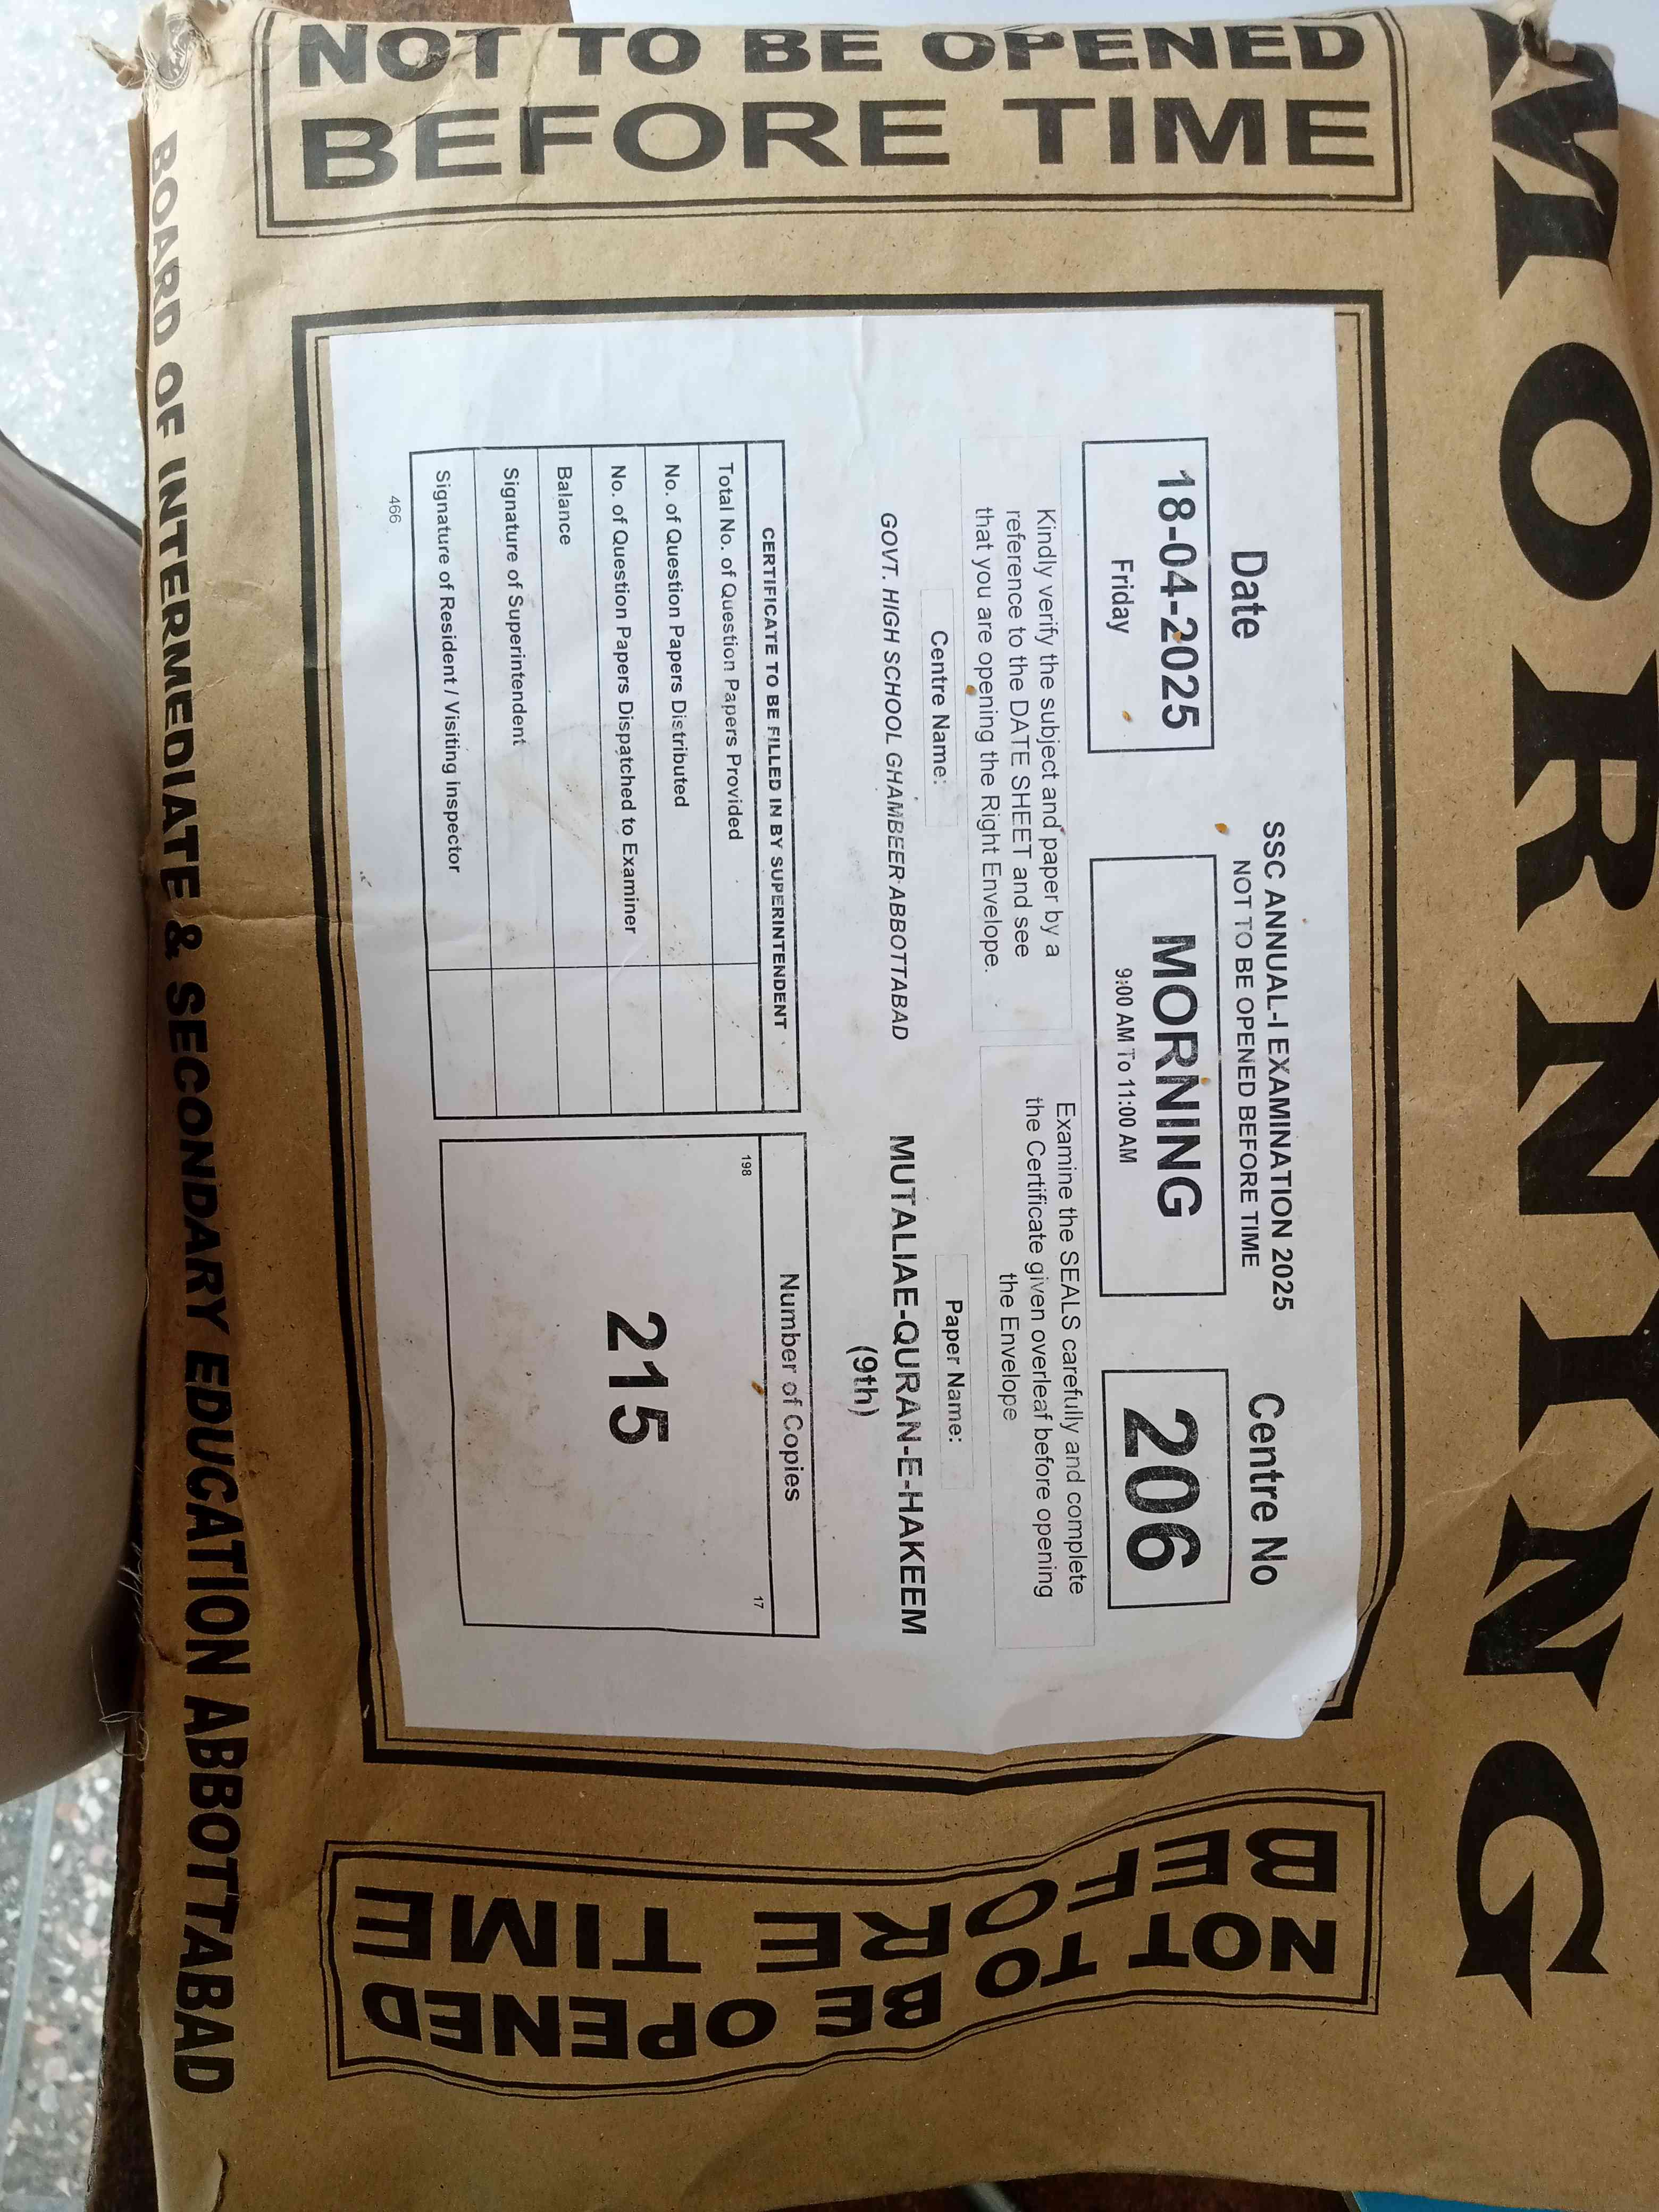 MORNING
NOT TO BE OPENED
BEFORE TIME
SSC ANNUAL-I EXAMINATION 2025
NOT TO BE OPENED BEFORE TIME
Date
18-04-2025
Friday
MORNING
9:00 AM To 11:00 AM
Centre No
206
Kindly verify the subject and paper by a
reference to the DATE SHEET and see
that you are opening the Right Envelope.
Examine the SEALS carefully and complete
the Certificate given overleaf before opening
the Envelope
Centre Name:
GOVT. HIGH SCHOOL GHAMBEER ABBOTTABAD
Paper Name:
MUTALIAE-QURAN-E-HAKEEM
(9th)
CERTIFICATE TO BE FILLED IN BY SUPERINTENDENT
Total No. of Question Papers Provided
No. of Question Papers Distributed
No. of Question Papers Dispatched to Examiner
Balance
Signature of Superintendent
Signature of Resident / Visiting Inspector
466
Number of Copies
198
17
215
NOT TO BE OPENED
BEFORE TIME
BOARD OF INTERMEDIATE & SECONDARY EDUCATION ABBOTTABAD